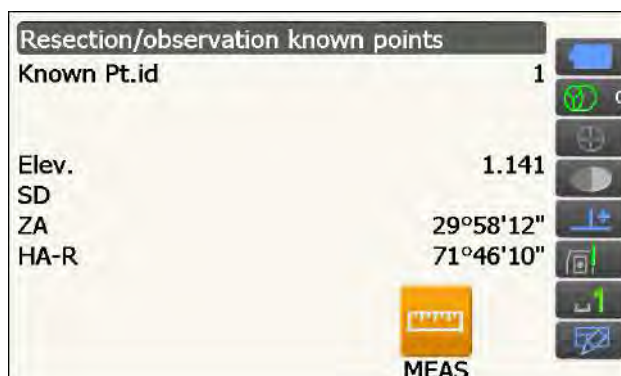 Resection/observation known points
Known Pt.id 1
Elev. 1.141
SD
ZA 29°58'12"
HA-R 71°46'10"
MEAS